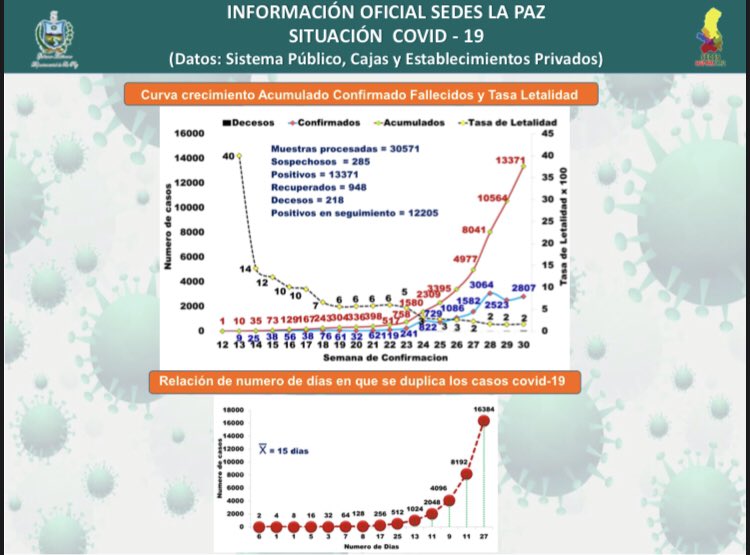 INFORMACIÓN OFICIAL SEDES LA PAZ
SITUACIÓN COVID - 19
(Datos: Sistema Público, Cajas y Establecimientos Privados)
SEDES
Curva crecimiento Acumulado Confirmado Fallecidos y Tasa Letalidad
Decesos Confirmados Acumulados Tasa de Letalidad
Muestras procesadas = 30571
Sospechosos = 285
Positivos = 13371
Recuperados = 948
Decesos = 218
Positivos en seguimiento = 12205
Numero de casos
16000
14000
12000
10000
8000
6000
4000
2000
0
45
40
35
30
25
20
15
10
5
0
Tasa de Letalidad x 100
40 14 12 10 10 7 6 6 6 6 5 3 3 3 2 2 2 2
1 10 35 73 129 167 243 304 336 398 517 758 1580 2309 3395 4977 8041 10564 13371
9 25 38 56 38 76 61 32 62 119 241 822 729 1086 1582 3064 2523 2807
12 13 14 15 16 17 18 19 20 21 22 23 24 25 26 27 28 29 30
Semana de Confirmacion
Relación de numero de días en que se duplica los casos covid-19
Numero de casos
18000
16000
14000
12000
10000
8000
6000
4000
2000
0
X = 15 dias
2 4 8 16 32 64 128 256 512 1024 2048 4096 8192 16384
6 1 1 5 3 7 8 17 25 13 11 9 11 27
Numero de Dias